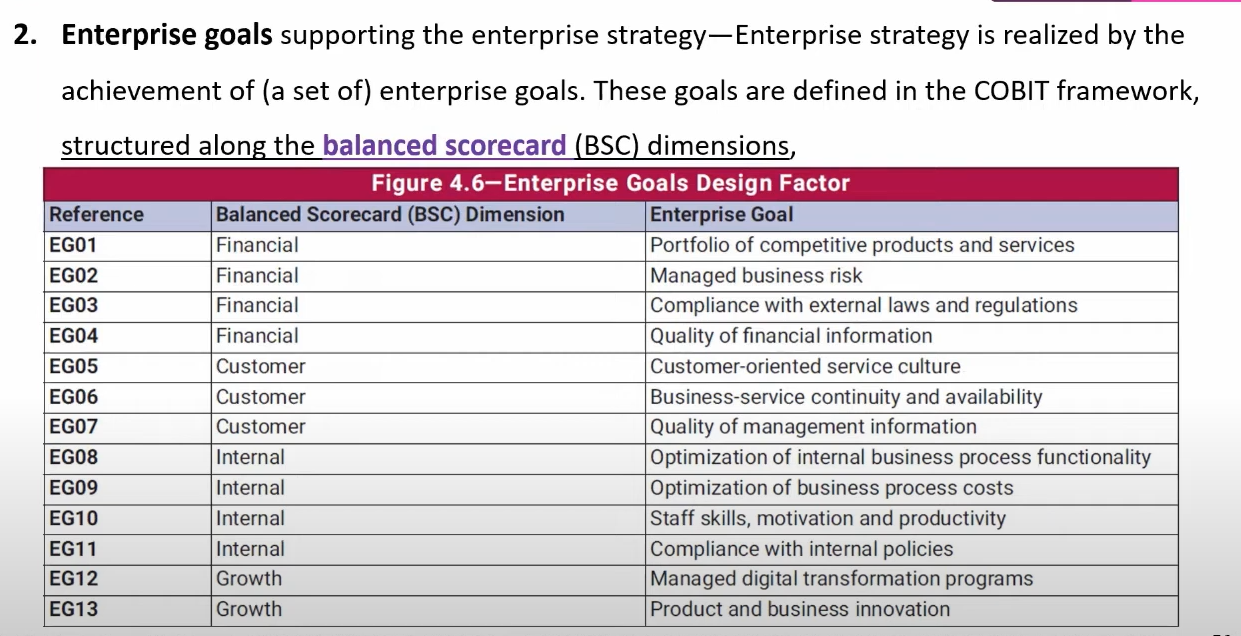 2. Enterprise goals supporting the enterprise strategy—Enterprise strategy is realized by the
achievement of (a set of) enterprise goals. These goals are defined in the COBIT framework,
structured along the balanced scorecard (BSC) dimensions,
Figure 4.6—Enterprise Goals Design Factor
Reference Balanced Scorecard (BSC) Dimension Enterprise Goal
EG01 Financial Portfolio of competitive products and services
EG02 Financial Managed business risk
EG03 Financial Compliance with external laws and regulations
EG04 Financial Quality of financial information
EG05 Customer Customer-oriented service culture
EG06 Customer Business-service continuity and availability
EG07 Customer Quality of management information
EG08 Internal Optimization of internal business process functionality
EG09 Internal Optimization of business process costs
EG10 Internal Staff skills, motivation and productivity
EG11 Internal Compliance with internal policies
EG12 Growth Managed digital transformation programs
EG13 Growth Product and business innovation